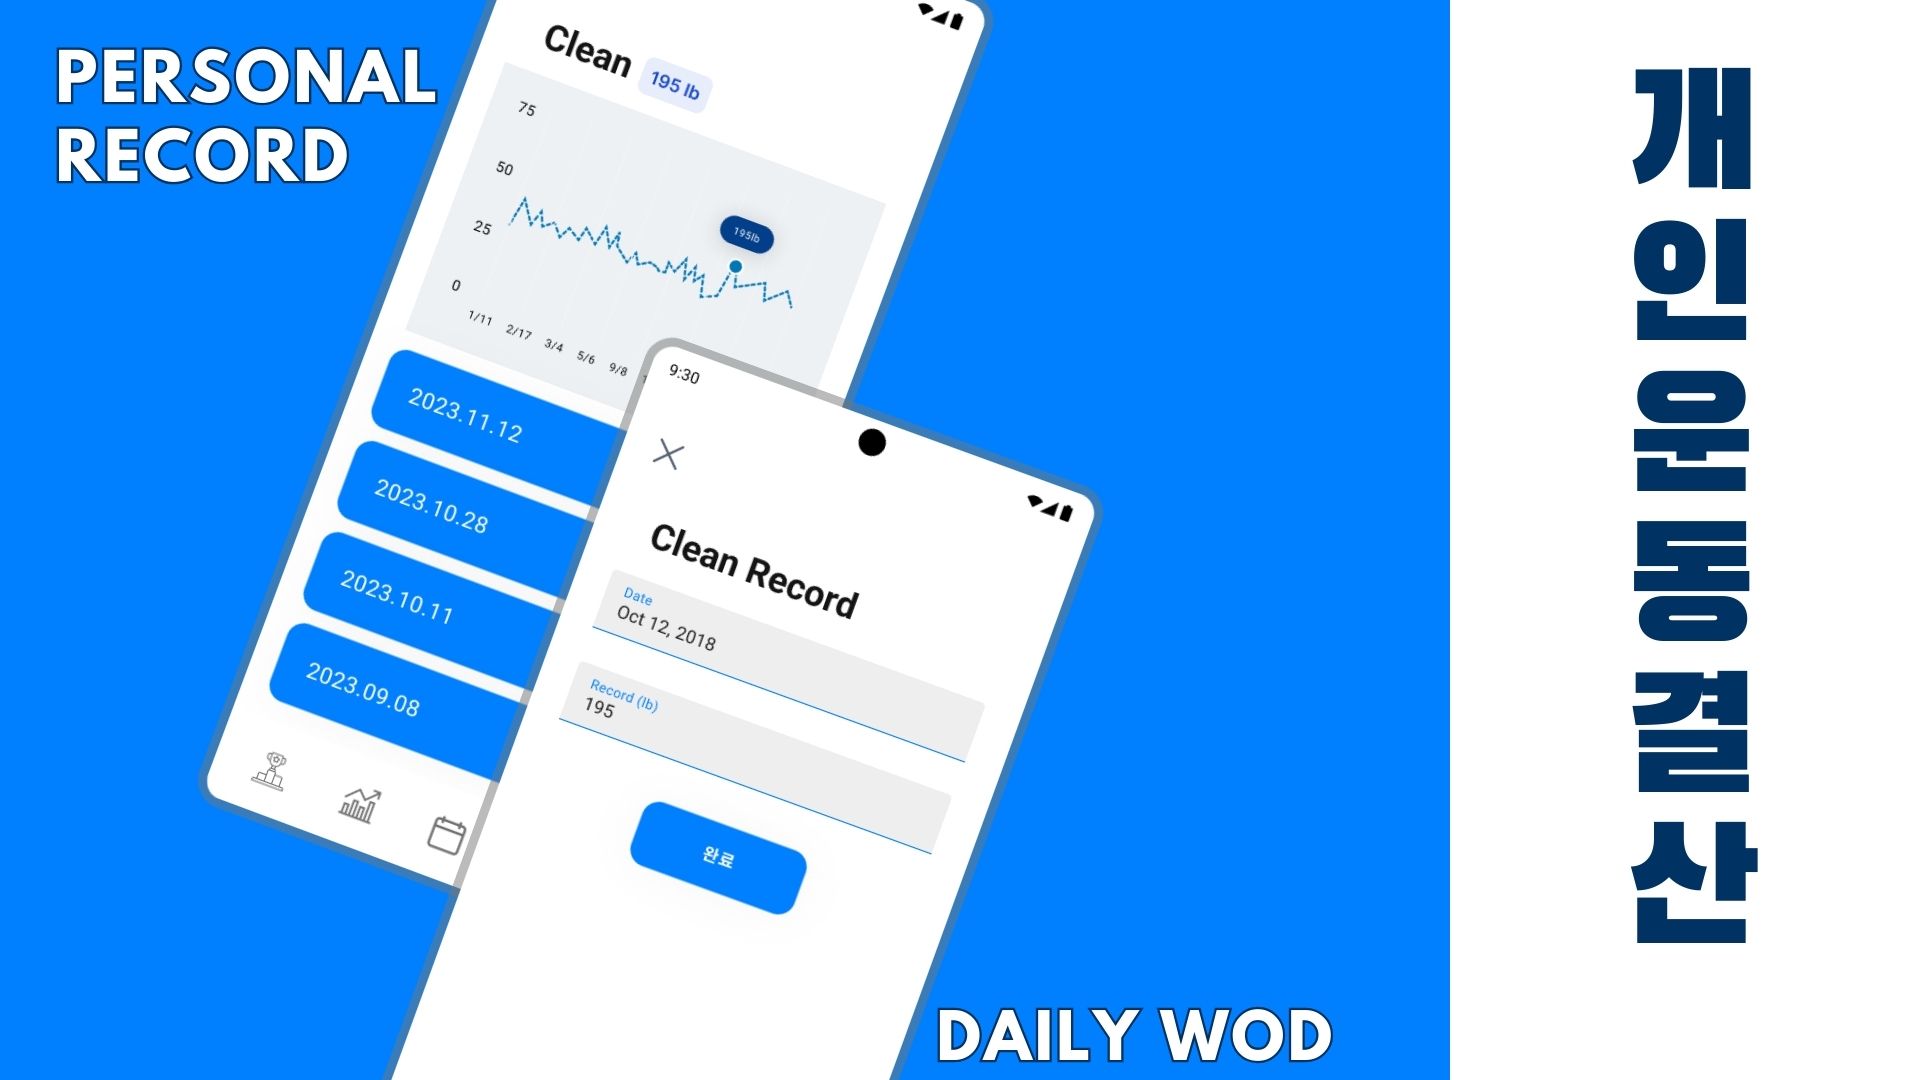 PERSONAL
RECORD
Clean
195 lb
75
50
25
0
195lb
1/11
2/17
3/4
5/6
9/8
2023.11.12
2023.10.28
2023.10.11
2023.09.08
9:30
Clean Record
Date
Oct 12, 2018
Record (lb)
195
완료
DAILY WOD
개
인
운
동
결
산